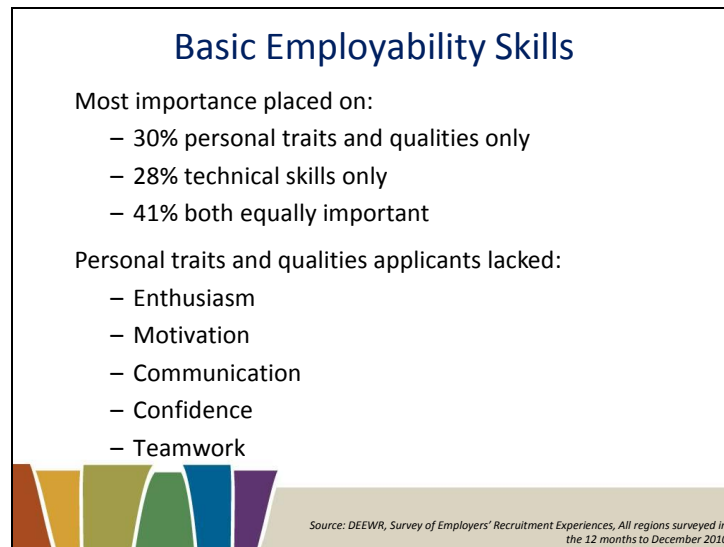 Basic Employability Skills
Most importance placed on:
– 30% personal traits and qualities only
– 28% technical skills only
– 41% both equally important
Personal traits and qualities applicants lacked:
– Enthusiasm
– Motivation
– Communication
– Confidence
– Teamwork
Source: DEEWR, Survey of Employers' Recruitment Experiences, All regions surveyed in
the 12 months to December 2010